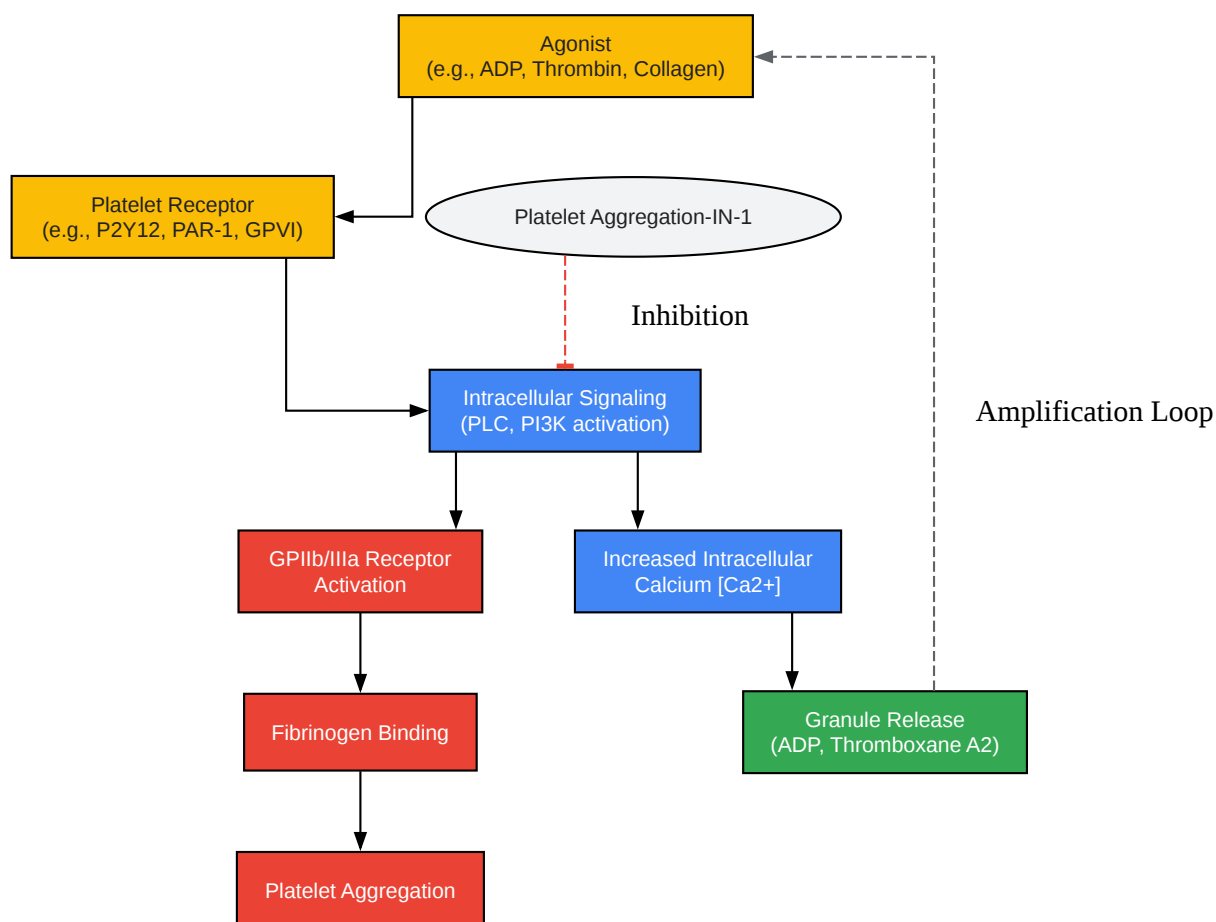 Agonist
(e.g., ADP, Thrombin, Collagen)
Platelet Receptor
(e.g., P2Y12, PAR-1, GPVI)
Platelet Aggregation-IN-1
Inhibition
Intracellular Signaling
(PLC, PI3K activation)
Amplification Loop
GPIIb/IIIa Receptor
Activation
Increased Intracellular
Calcium [Ca2+]
Fibrinogen Binding
Granule Release
(ADP, Thromboxane A2)
Platelet Aggregation